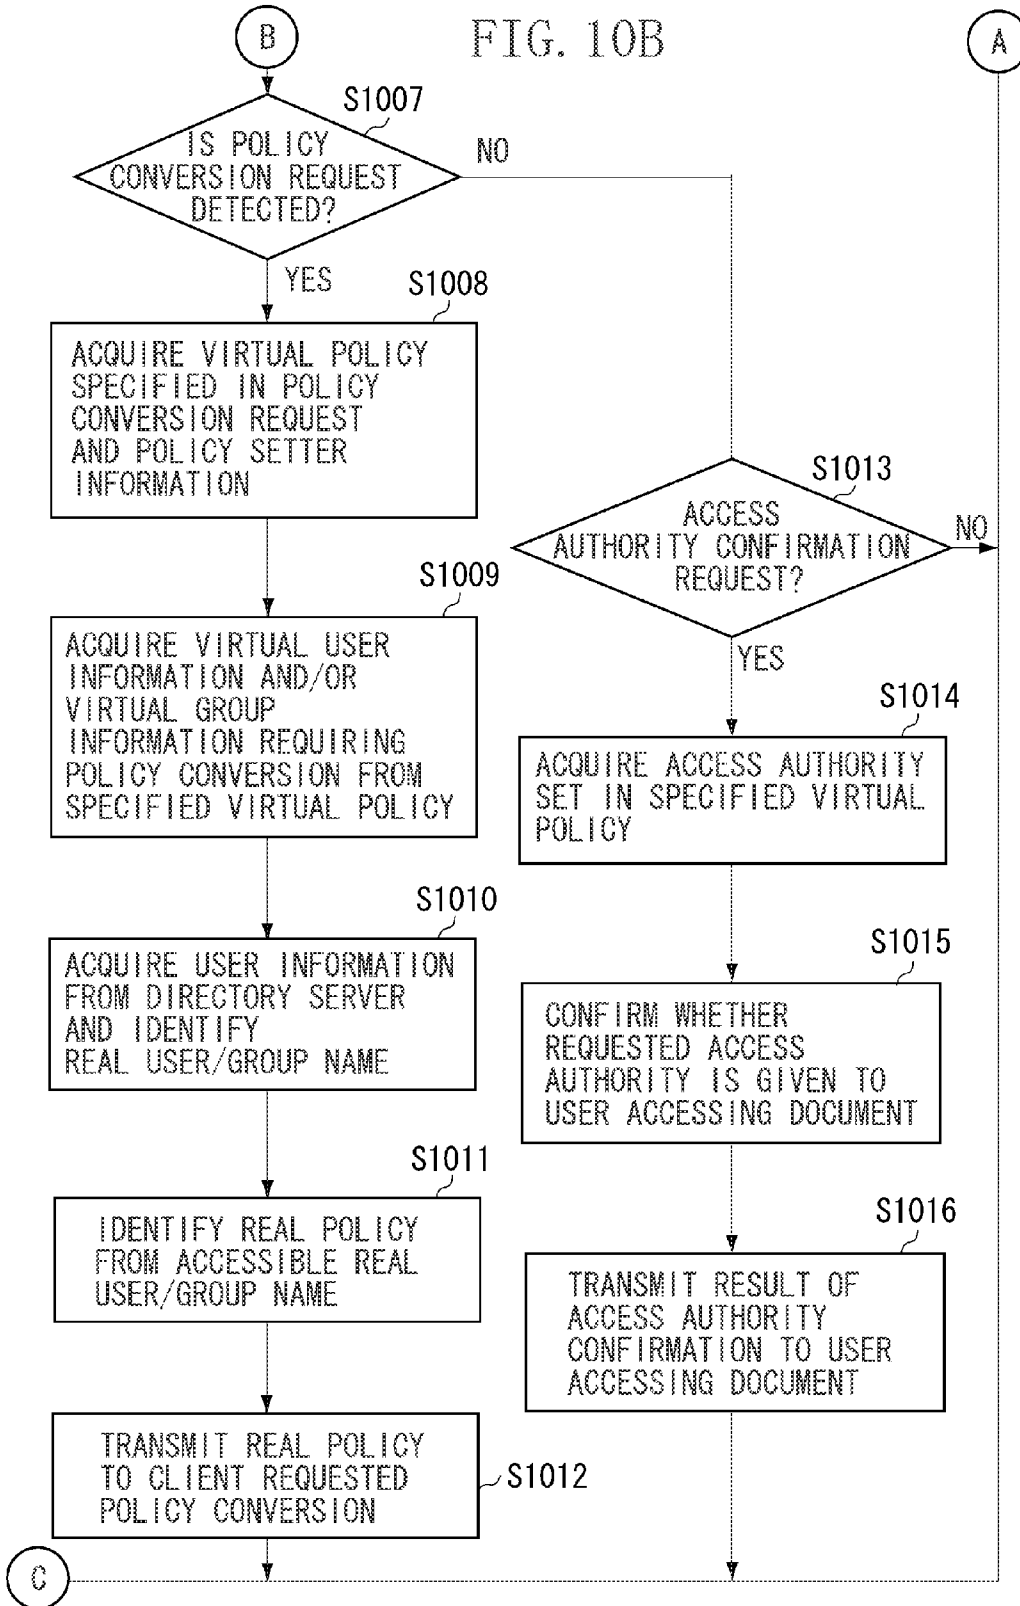 B
FIG. 10B
A
S1007
IS POLICY
CONVERSION REQUEST
DETECTED?
NO
YES
S1008
ACQUIRE VIRTUAL POLICY
SPECIFIED IN POLICY
CONVERSION REQUEST
AND POLICY SETTER
INFORMATION
S1009
ACQUIRE VIRTUAL USER
INFORMATION AND/OR
VIRTUAL GROUP
INFORMATION REQUIRING
POLICY CONVERSION FROM
SPECIFIED VIRTUAL POLICY
S1010
ACQUIRE USER INFORMATION
FROM DIRECTORY SERVER
AND IDENTIFY
REAL USER/GROUP NAME
S1011
IDENTIFY REAL POLICY
FROM ACCESSIBLE REAL
USER/GROUP NAME
TRANSMIT REAL POLICY
TO CLIENT REQUESTED
POLICY CONVERSION
S1012
S1013
ACCESS
AUTHORITY CONFIRMATION
REQUEST?
NO
YES
S1014
ACQUIRE ACCESS AUTHORITY
SET IN SPECIFIED VIRTUAL
POLICY
S1015
CONFIRM WHETHER
REQUESTED ACCESS
AUTHORITY IS GIVEN TO
USER ACCESSING DOCUMENT
S1016
TRANSMIT RESULT OF
ACCESS AUTHORITY
CONFIRMATION TO USER
ACCESSING DOCUMENT
C